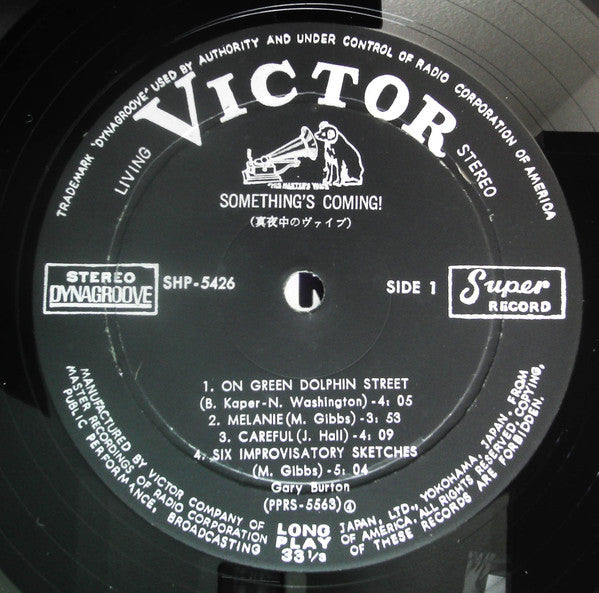 TRADEMARK "DYNAGROOVE" USED BY AUTHORITY AND UNDER CONTROL OF RADIO CORPORATION OF AMERICA
LIVING
VICTOR
STEREO
"HIS MASTER'S VOICE"
SOMETHING'S COMING!
(真夜中のヴァイブ)
STEREO
DYNAGROOVE
SHP-5426
SIDE 1
Super
RECORD
1. ON GREEN DOLPHIN STREET
(B. Kaper-N. Washington)-4: 05
2. MELANIE(M. Gibbs)-3: 53
3. CAREFUL(J. Hall)-4: 09
4. SIX IMPROVISATORY SKETCHES
(M. Gibbs)-5: 04
Gary Burton
(PPRS-5563)④
LONG
PLAY
33⅓
MANUFACTURED BY VICTOR COMPANY OF JAPAN, LTD., YOKOHAMA, JAPAN, FROM
MASTER RECORDINGS OF RADIO CORPORATION OF AMERICA. ALL RIGHTS RESERVED, COPYING,
PUBLIC PERFORMANCE, BROADCASTING OF THESE RECORDS ARE FORBIDDEN.